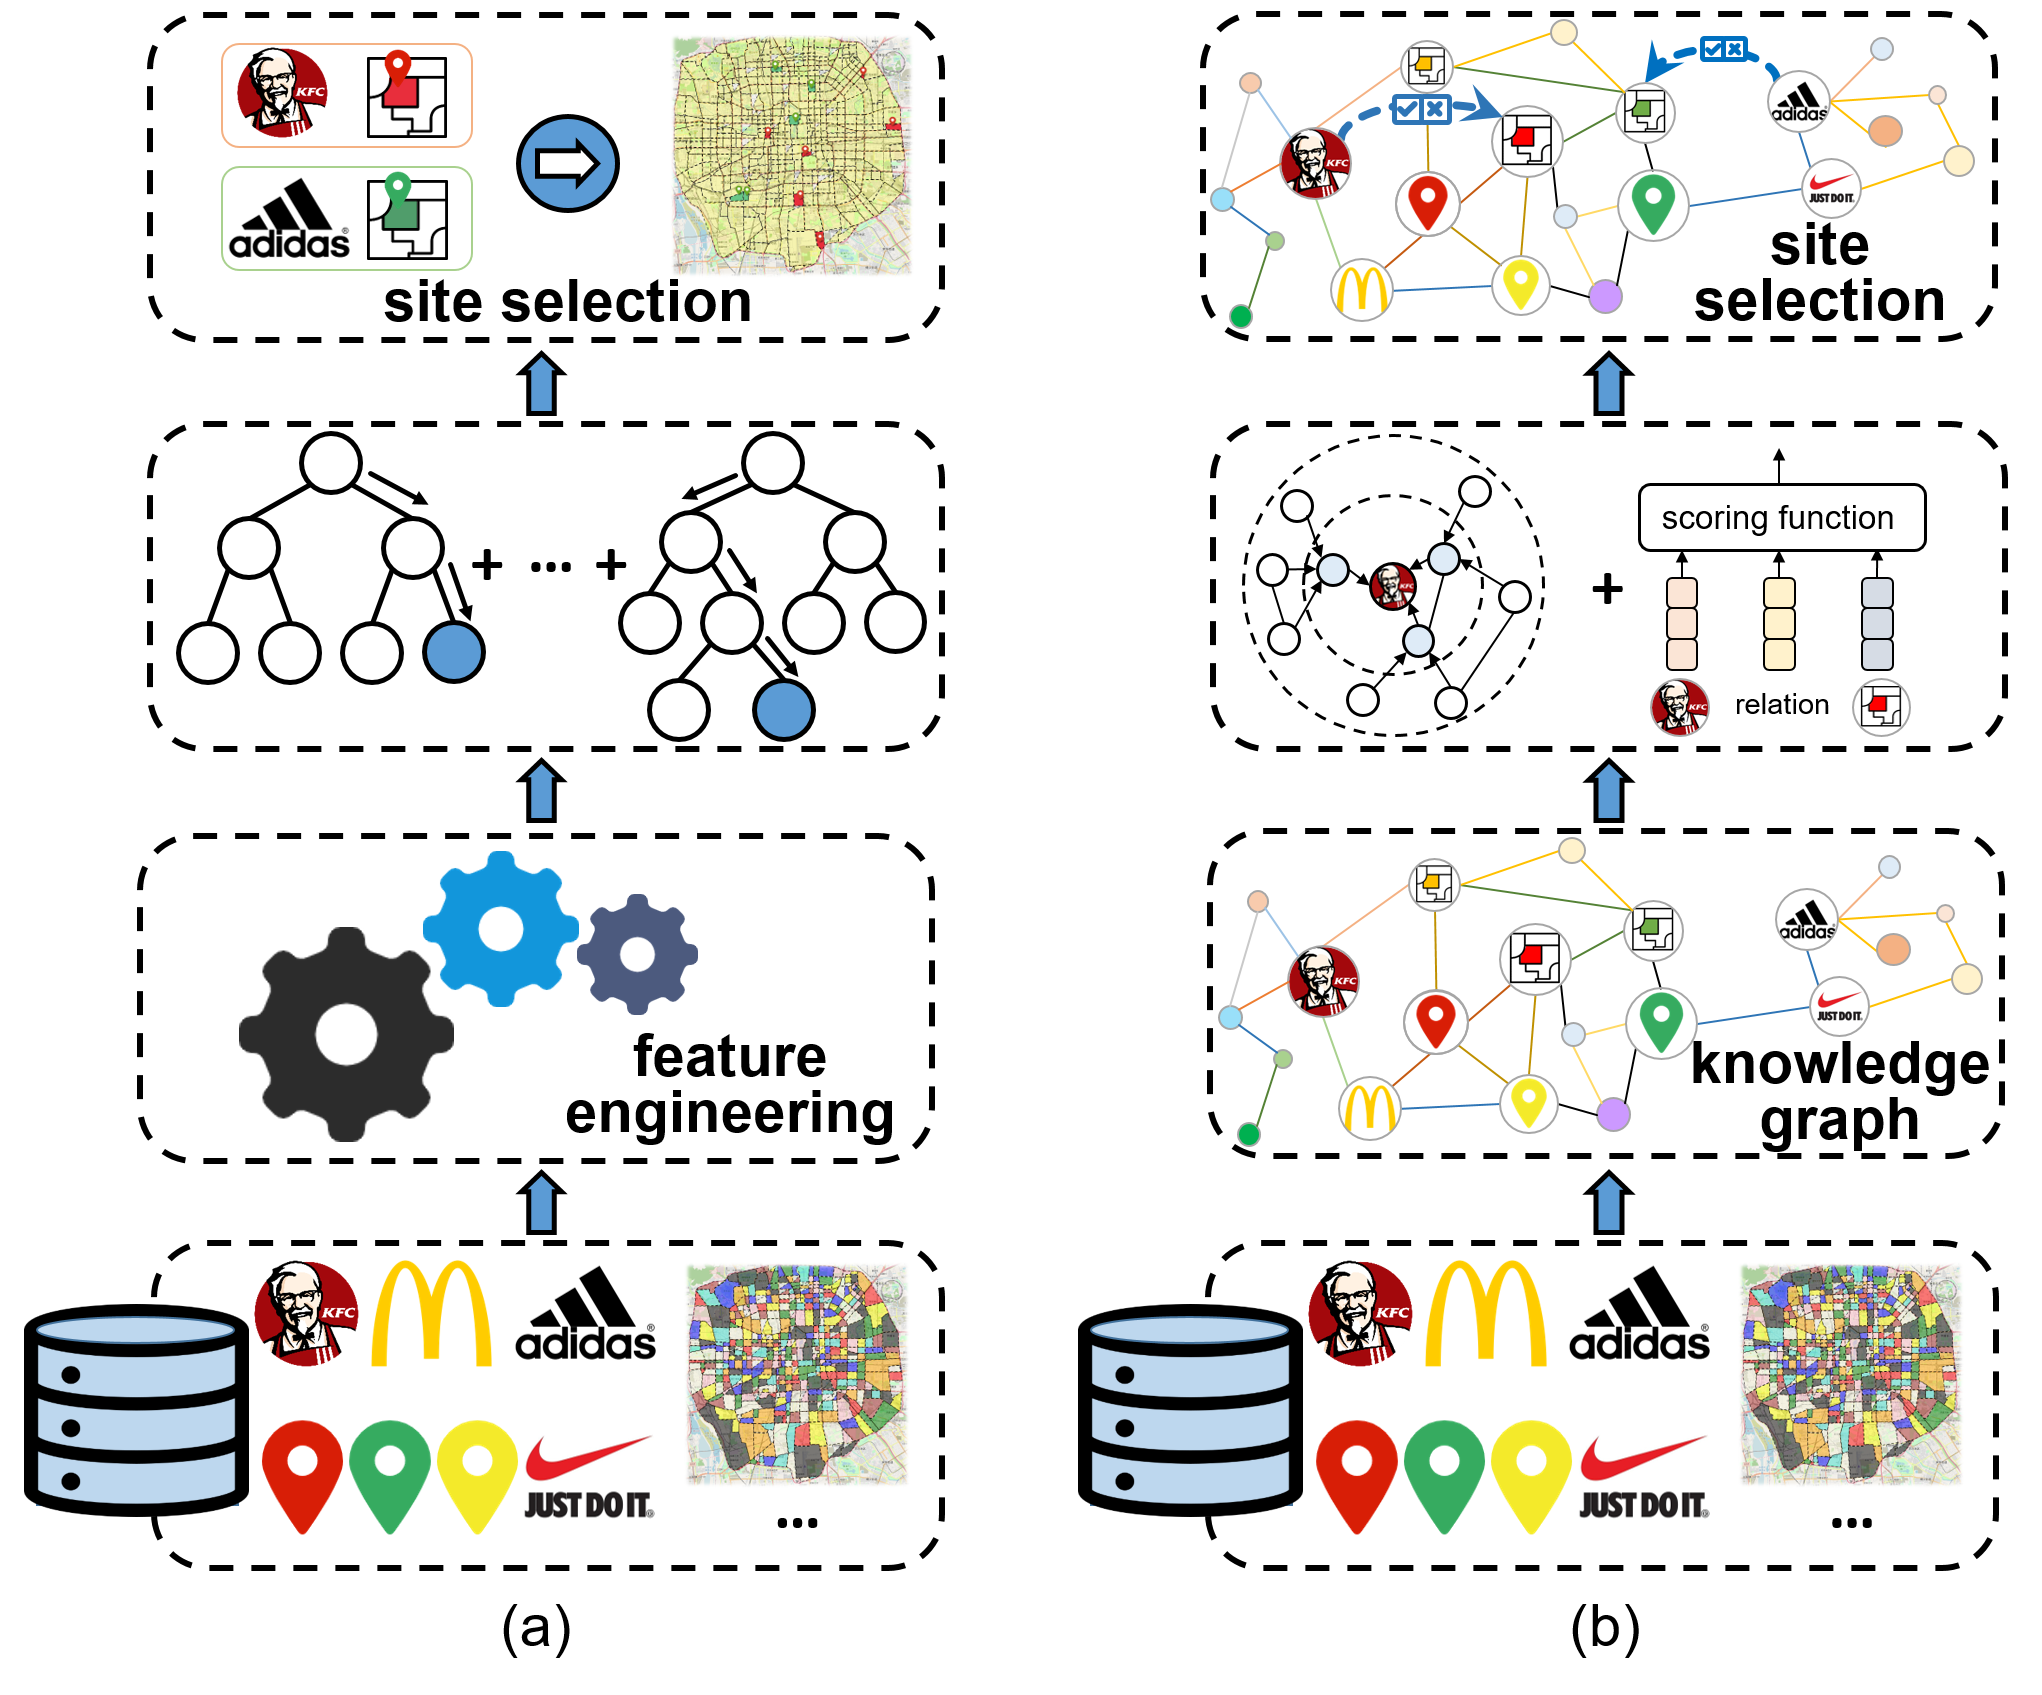 KFC
adidas
site selection
+ ... +
feature
engineering
KFC
adidas
JUST DO IT.
...
(a)
KFC
adidas
JUST DO IT.
site
selection
KFC
+
scoring function
KFC
relation
KFC
adidas
JUST DO IT.
knowledge
graph
KFC
adidas
JUST DO IT.
...
(b)